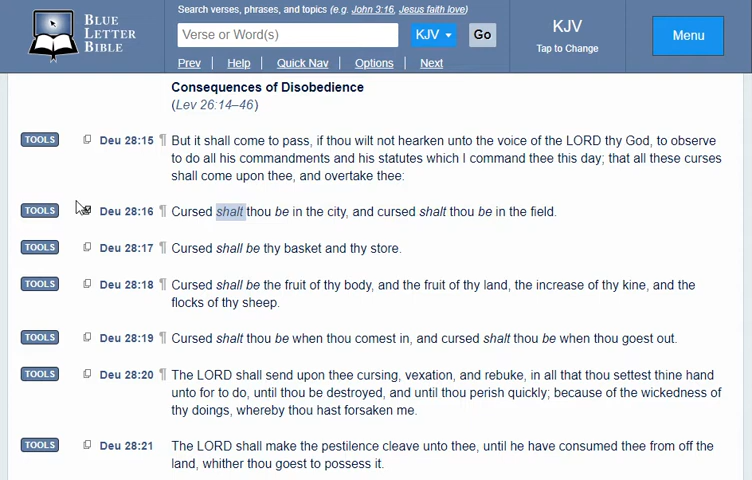 BLUE
LETTER
BIBLE
Search verses, phrases, and topics (e.g. John 3:16, Jesus faith love)
Verse or Word(s)
KJV
Go
Prev | Help | Quick Nav | Options | Next
KJV
Tap to Change
Menu
Consequences of Disobedience
(Lev 26:14–46)
TOOLS Deu 28:15 ¶ But it shall come to pass, if thou wilt not hearken unto the voice of the LORD thy God, to observe
to do all his commandments and his statutes which I command thee this day; that all these curses
shall come upon thee, and overtake thee:
TOOLS Deu 28:16 ¶ Cursed shalt thou be in the city, and cursed shalt thou be in the field.
TOOLS Deu 28:17 ¶ Cursed shall be thy basket and thy store.
TOOLS Deu 28:18 ¶ Cursed shall be the fruit of thy body, and the fruit of thy land, the increase of thy kine, and the
flocks of thy sheep.
TOOLS Deu 28:19 ¶ Cursed shalt thou be when thou comest in, and cursed shalt thou be when thou goest out.
TOOLS Deu 28:20 ¶ The LORD shall send upon thee cursing, vexation, and rebuke, in all that thou settest thine hand
unto for to do, until thou be destroyed, and until thou perish quickly; because of the wickedness of
thy doings, whereby thou hast forsaken me.
TOOLS Deu 28:21 ¶ The LORD shall make the pestilence cleave unto thee, until he have consumed thee from off the
land, whither thou goest to possess it.